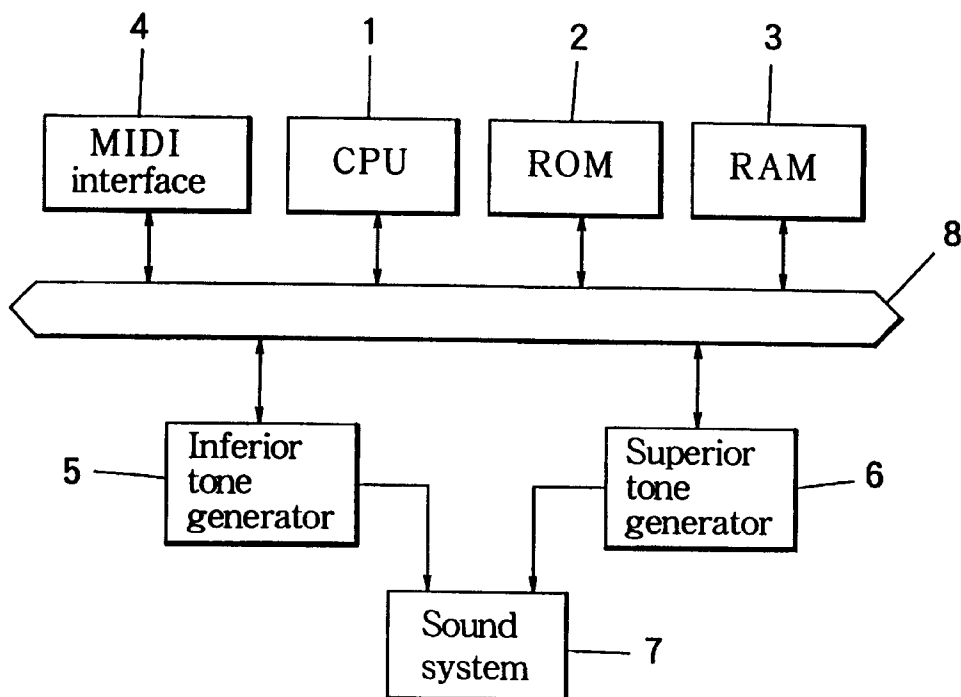 4
1
2
3
MIDI
interface
CPU
ROM
RAM
8
5
Inferior
tone
generator
Superior
tone
generator
6
Sound
system
7